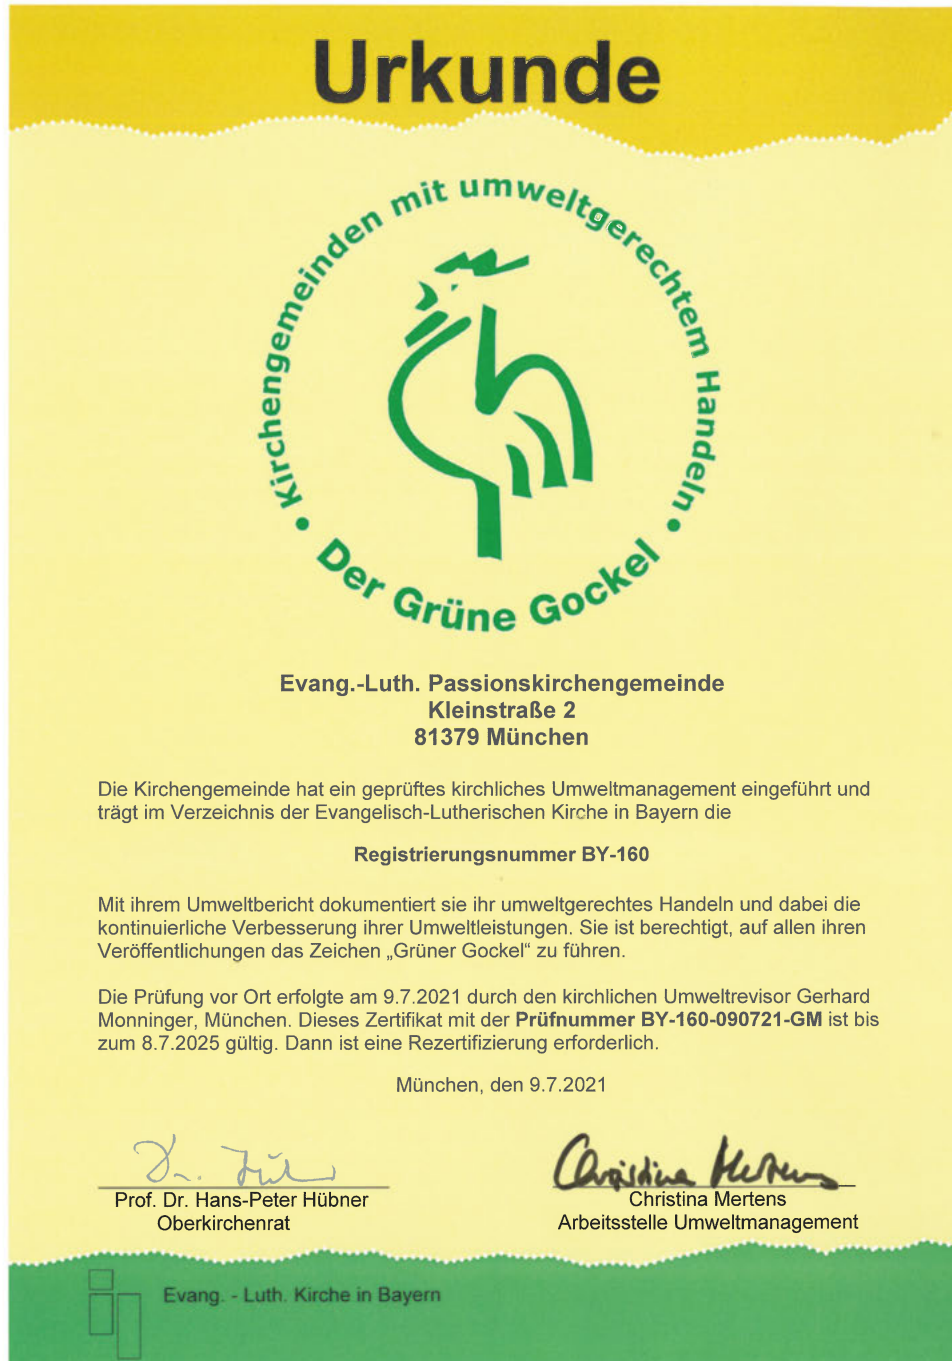 Urkunde
Kirchengemeinden mit umweltgerechtem Handeln
• Der Grüne Gockel •
Evang.-Luth. Passionskirchengemeinde
Kleinstraße 2
81379 München
Die Kirchengemeinde hat ein geprüftes kirchliches Umweltmanagement eingeführt und
trägt im Verzeichnis der Evangelisch-Lutherischen Kirche in Bayern die
Registrierungsnummer BY-160
Mit ihrem Umweltbericht dokumentiert sie ihr umweltgerechtes Handeln und dabei die
kontinuierliche Verbesserung ihrer Umweltleistungen. Sie ist berechtigt, auf allen ihren
Veröffentlichungen das Zeichen „Grüner Gockel“ zu führen.
Die Prüfung vor Ort erfolgte am 9.7.2021 durch den kirchlichen Umweltrevisor Gerhard
Monninger, München. Dieses Zertifikat mit der Prüfnummer BY-160-090721-GM ist bis
zum 8.7.2025 gültig. Dann ist eine Rezertifizierung erforderlich.
München, den 9.7.2021
Christina Mertens
Prof. Dr. Hans-Peter Hübner
Oberkirchenrat
Christina Mertens
Arbeitsstelle Umweltmanagement
Evang. - Luth. Kirche in Bayern